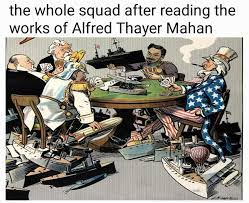 the whole squad after reading the
works of Alfred Thayer Mahan